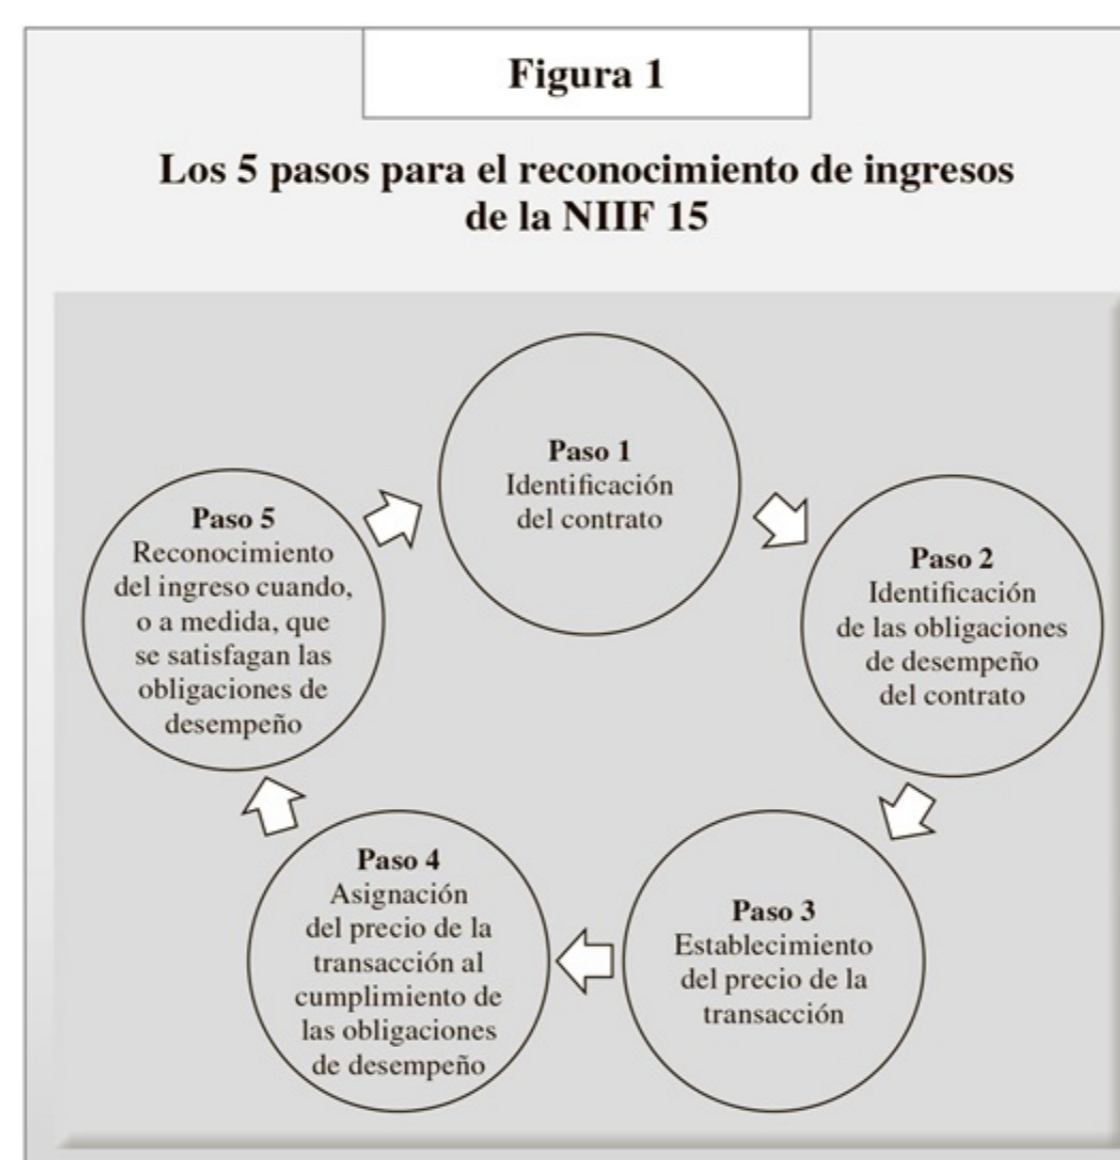 Figura 1
Los 5 pasos para el reconocimiento de ingresos
de la NIIF 15
Paso 1
Identificación
del contrato
Paso 2
Identificación
de las obligaciones
de desempeño
del contrato
Paso 3
Establecimiento
del precio de la
transacción
Paso 4
Asignación
del precio de la
transacción al
cumplimiento de
las obligaciones
de desempeño
Paso 5
Reconocimiento
del ingreso cuando,
o a medida, que
se satisfagan las
obligaciones de
desempeño